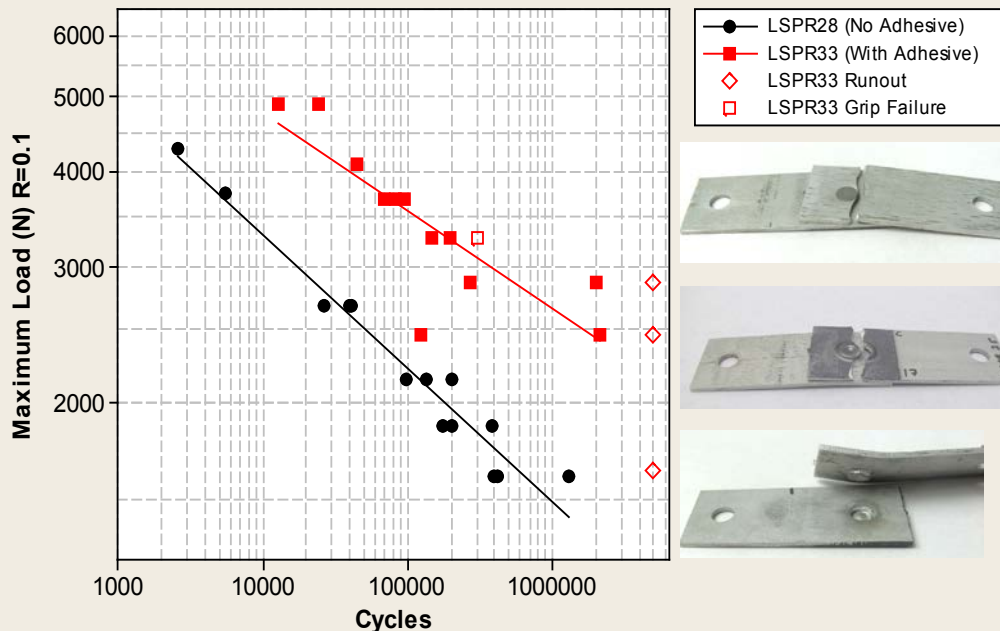 LSPR28 (No Adhesive)
LSPR33 (With Adhesive)
LSPR33 Runout
LSPR33 Grip Failure
Maximum Load (N) R=0.1
6000
5000
4000
3000
2000
1000
10000
100000
1000000
Cycles